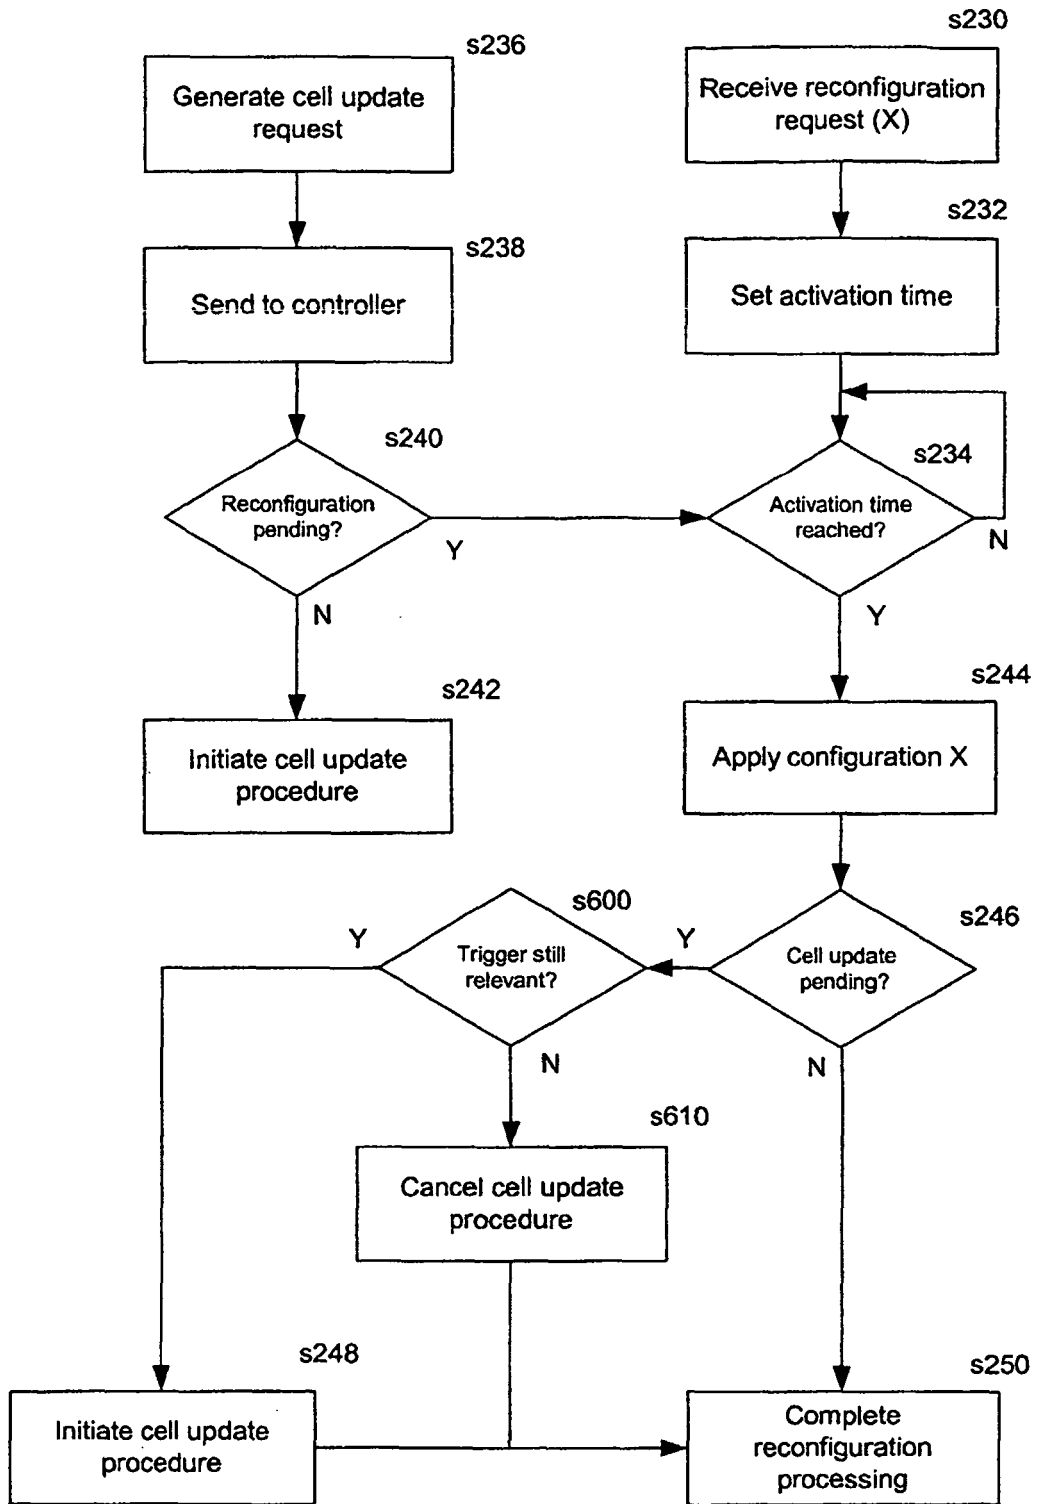 s236
Generate cell update
request
s230
Receive reconfiguration
request (X)
s238
Send to controller
s232
Set activation time
s240
Reconfiguration
pending?
Y
N
s234
Activation time
reached?
N
Y
s242
Initiate cell update
procedure
s244
Apply configuration X
s246
Cell update
pending?
Y
N
s600
Trigger still
relevant?
Y
N
s610
Cancel cell update
procedure
s248
Initiate cell update
procedure
s250
Complete
reconfiguration
processing